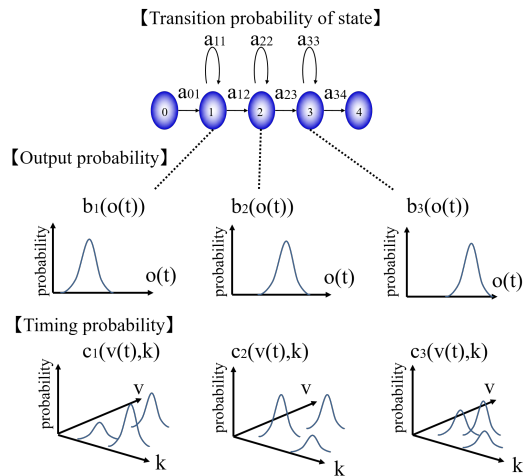 【Transition probability of state】
a11 a22 a33
a01 a12 a23 a34
0 1 2 3 4
【Output probability】
b1(o(t)) b2(o(t)) b3(o(t))
probability probability probability
o(t) o(t) o(t)
【Timing probability】
c1(v(t),k) c2(v(t),k) c3(v(t),k)
probability probability probability
v v v
k k k